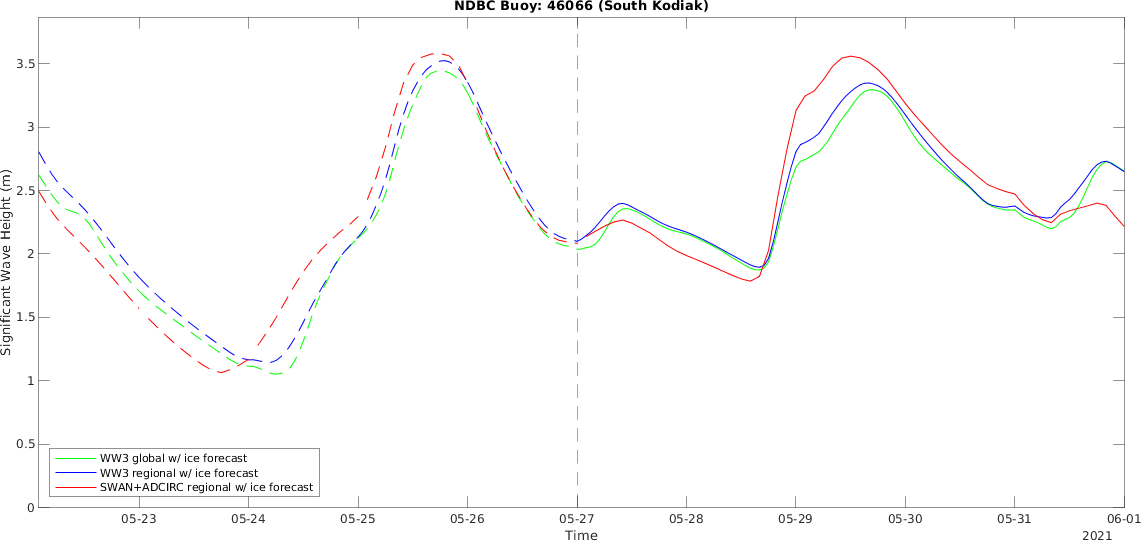 NDBC Buoy: 46066 (South Kodiak)
Significant Wave Height (m)
3.5
3
2.5
2
1.5
1
0.5
0
WW3 global w/ ice forecast
WW3 regional w/ ice forecast
SWAN+ADCIRC regional w/ ice forecast
05-23 05-24 05-25 05-26 05-27 05-28 05-29 05-30 05-31 06-01
Time
2021